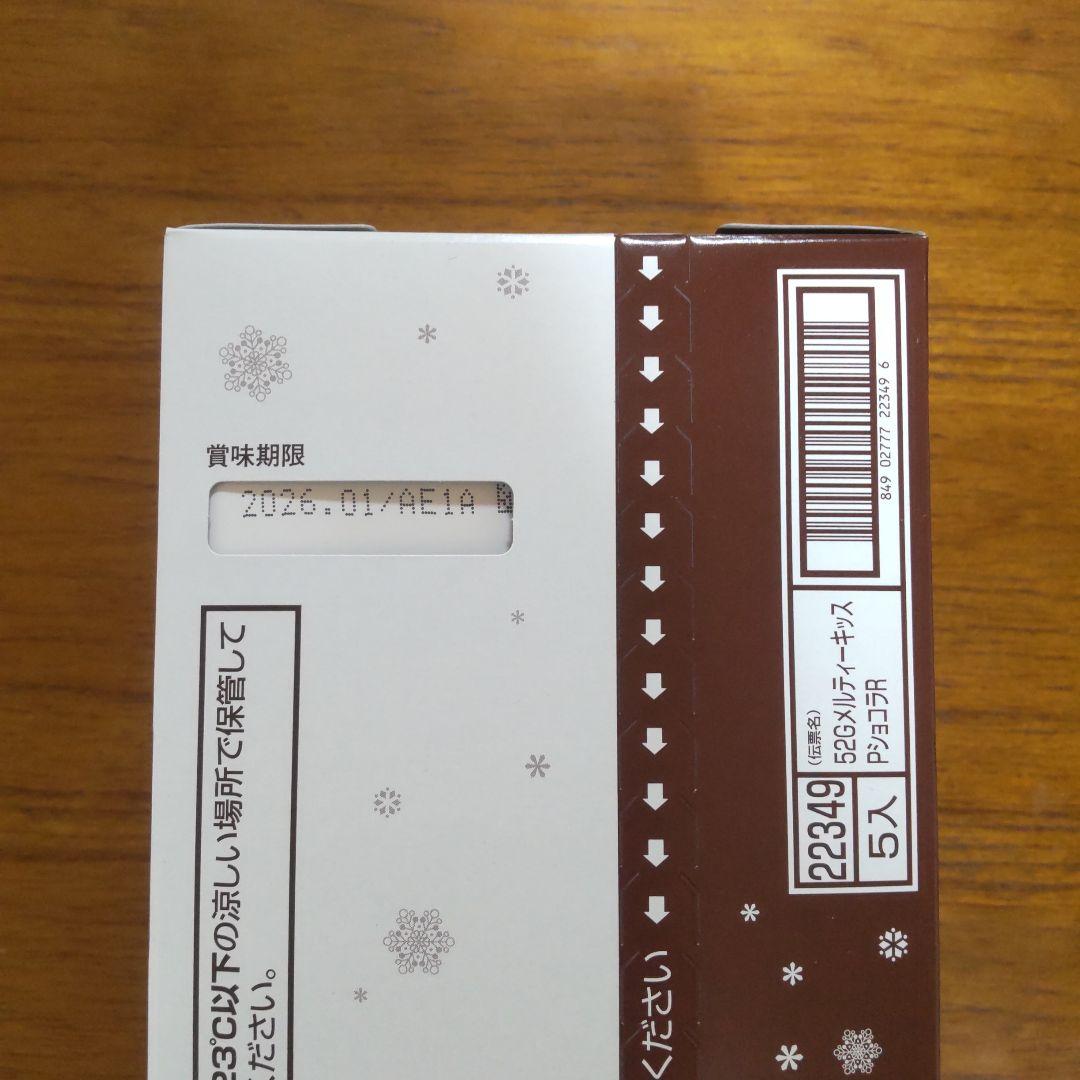 賞味期限
2026.01/AE1A
23℃以下の涼しい場所で保管して
ください。
ください
849 02777 22349 6
(伝票名)
52Gメルティーキッス
PショコラR
22349
5入